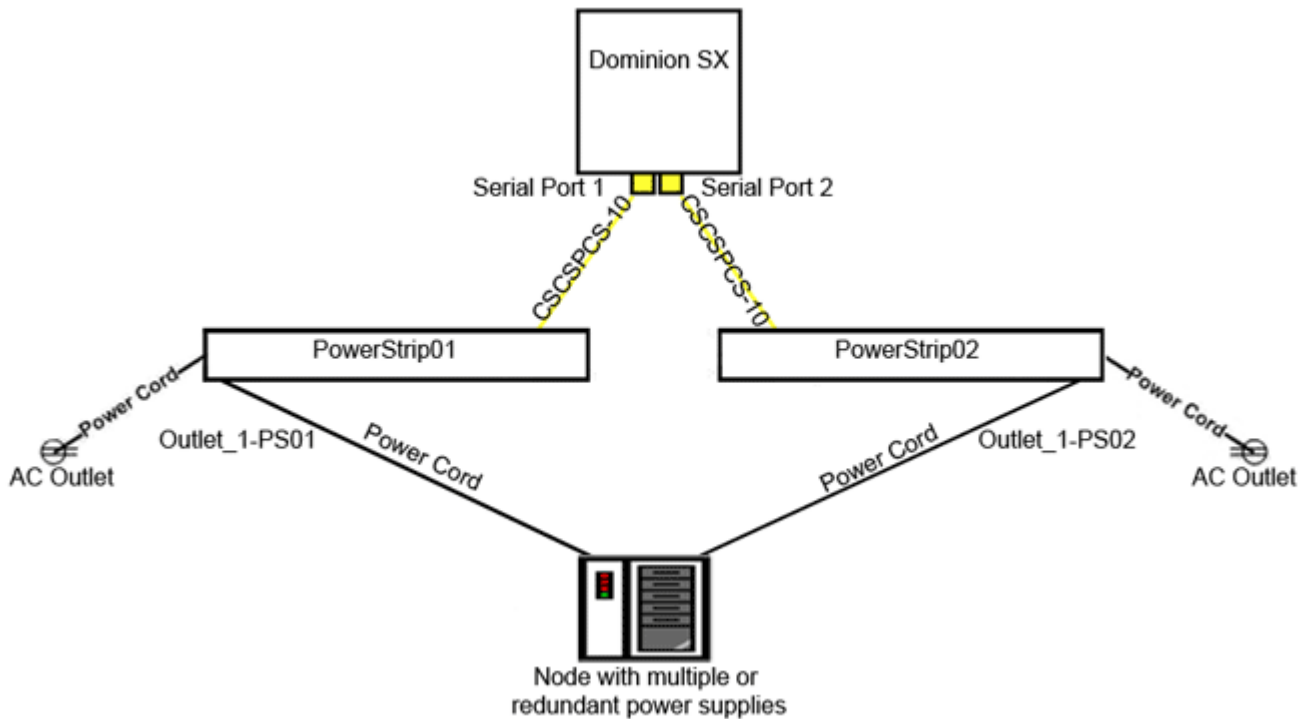 Dominion SX
Serial Port 1
Serial Port 2
CSCSPCS-10
CSCSPCS-10
PowerStrip01
PowerStrip02
Power Cord
Power Cord
Outlet_1-PS01
Power Cord
Power Cord
Outlet_1-PS02
AC Outlet
AC Outlet
Node with multiple or
redundant power supplies